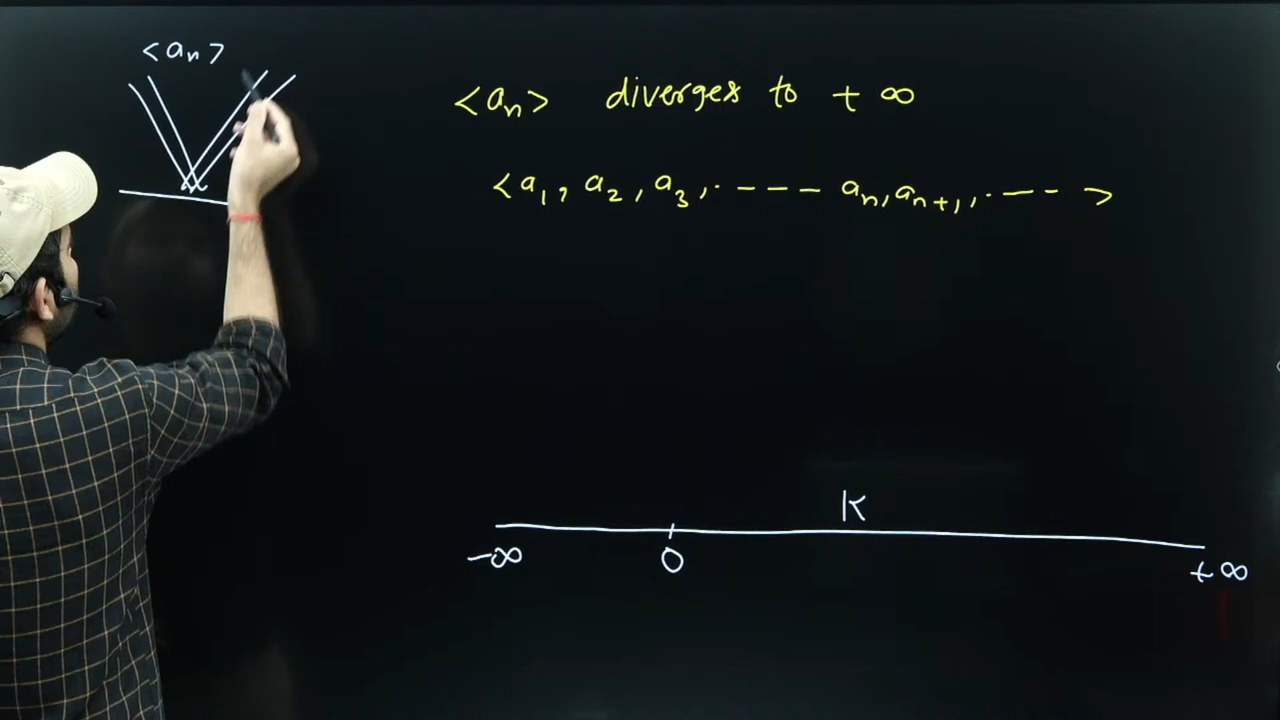 <aₙ>
<aₙ> diverges to + ∞
<a₁, a₂, a₃, . - - - - aₙ, aₙ₊₁, . - - - >
K
-∞ 0 + ∞